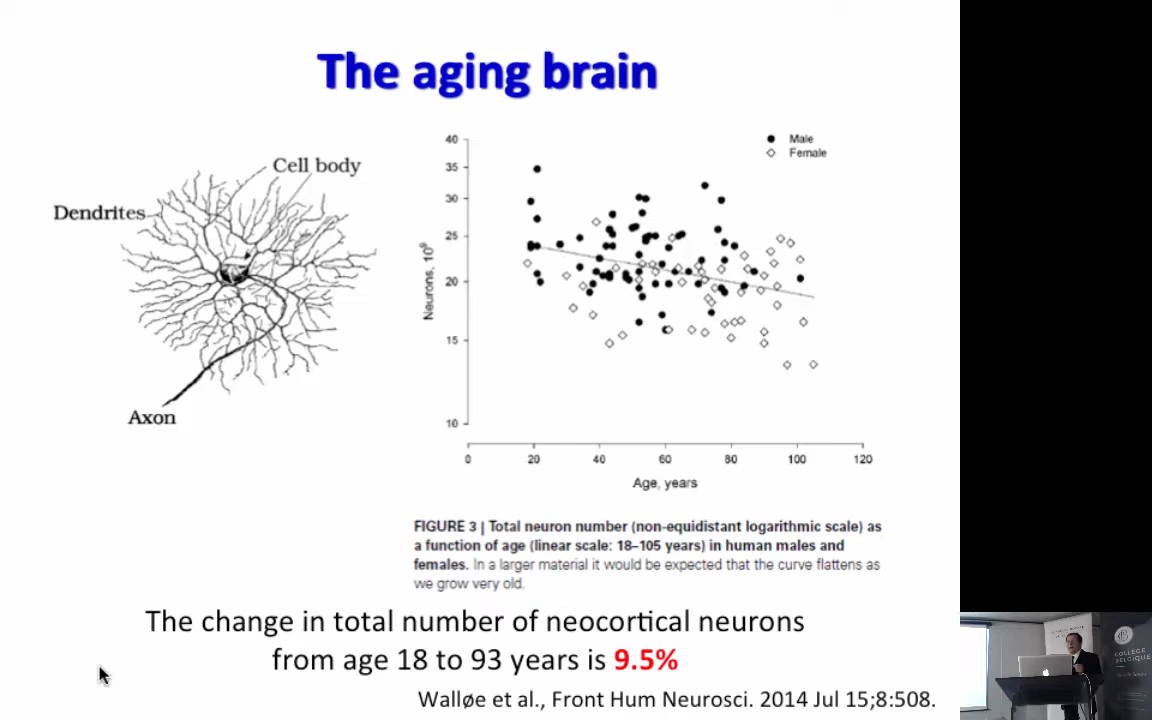 The aging brain
Cell body
Dendrites
Axon
40
35
30
25
20
15
10
Neurons, 10⁹
Male
Female
0 20 40 60 80 100 120
Age, years
FIGURE 3 | Total neuron number (non-equidistant logarithmic scale) as
a function of age (linear scale: 18–105 years) in human males and
females. In a larger material it would be expected that the curve flattens as
we grow very old.
The change in total number of neocortical neurons
from age 18 to 93 years is 9.5%
Walløe et al., Front Hum Neurosci. 2014 Jul 15;8:508.
COLLEGE
BELGIQUE